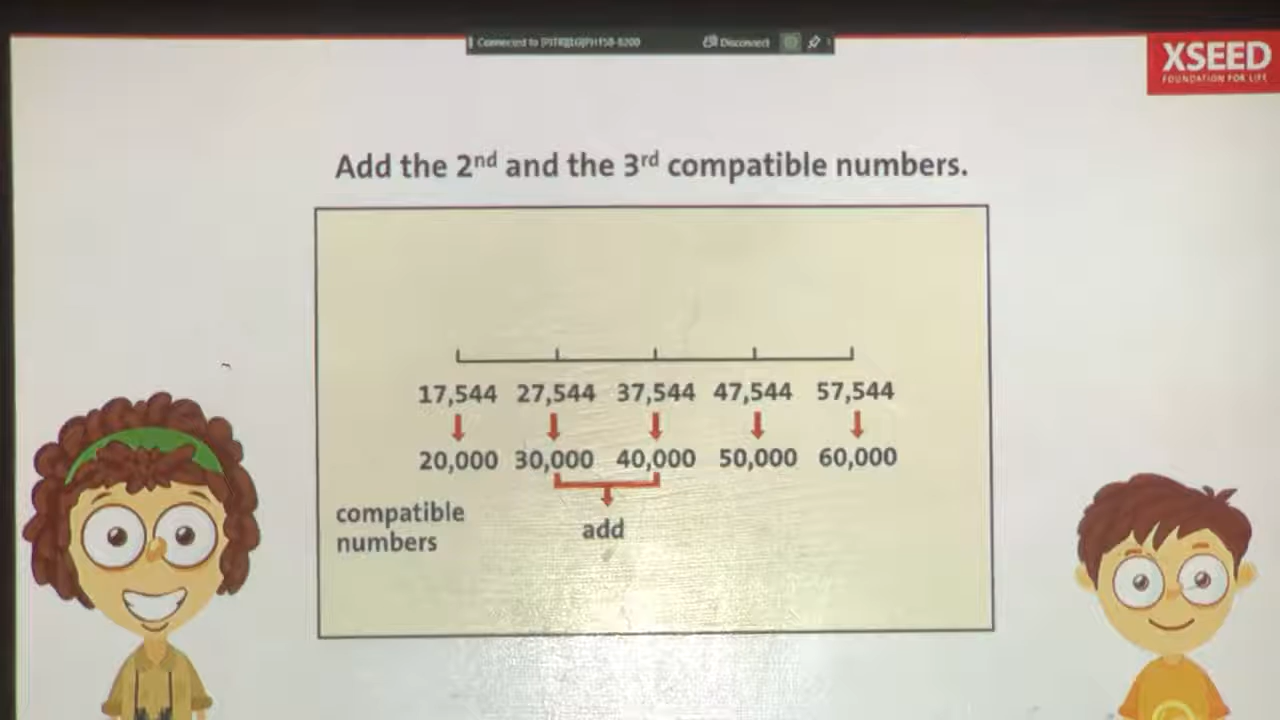 Disconnect
XSEED
FOUNDATION FOR LIFE
Add the 2nd and the 3rd compatible numbers.
17,544 27,544 37,544 47,544 57,544
20,000 30,000 40,000 50,000 60,000
compatible
numbers
add